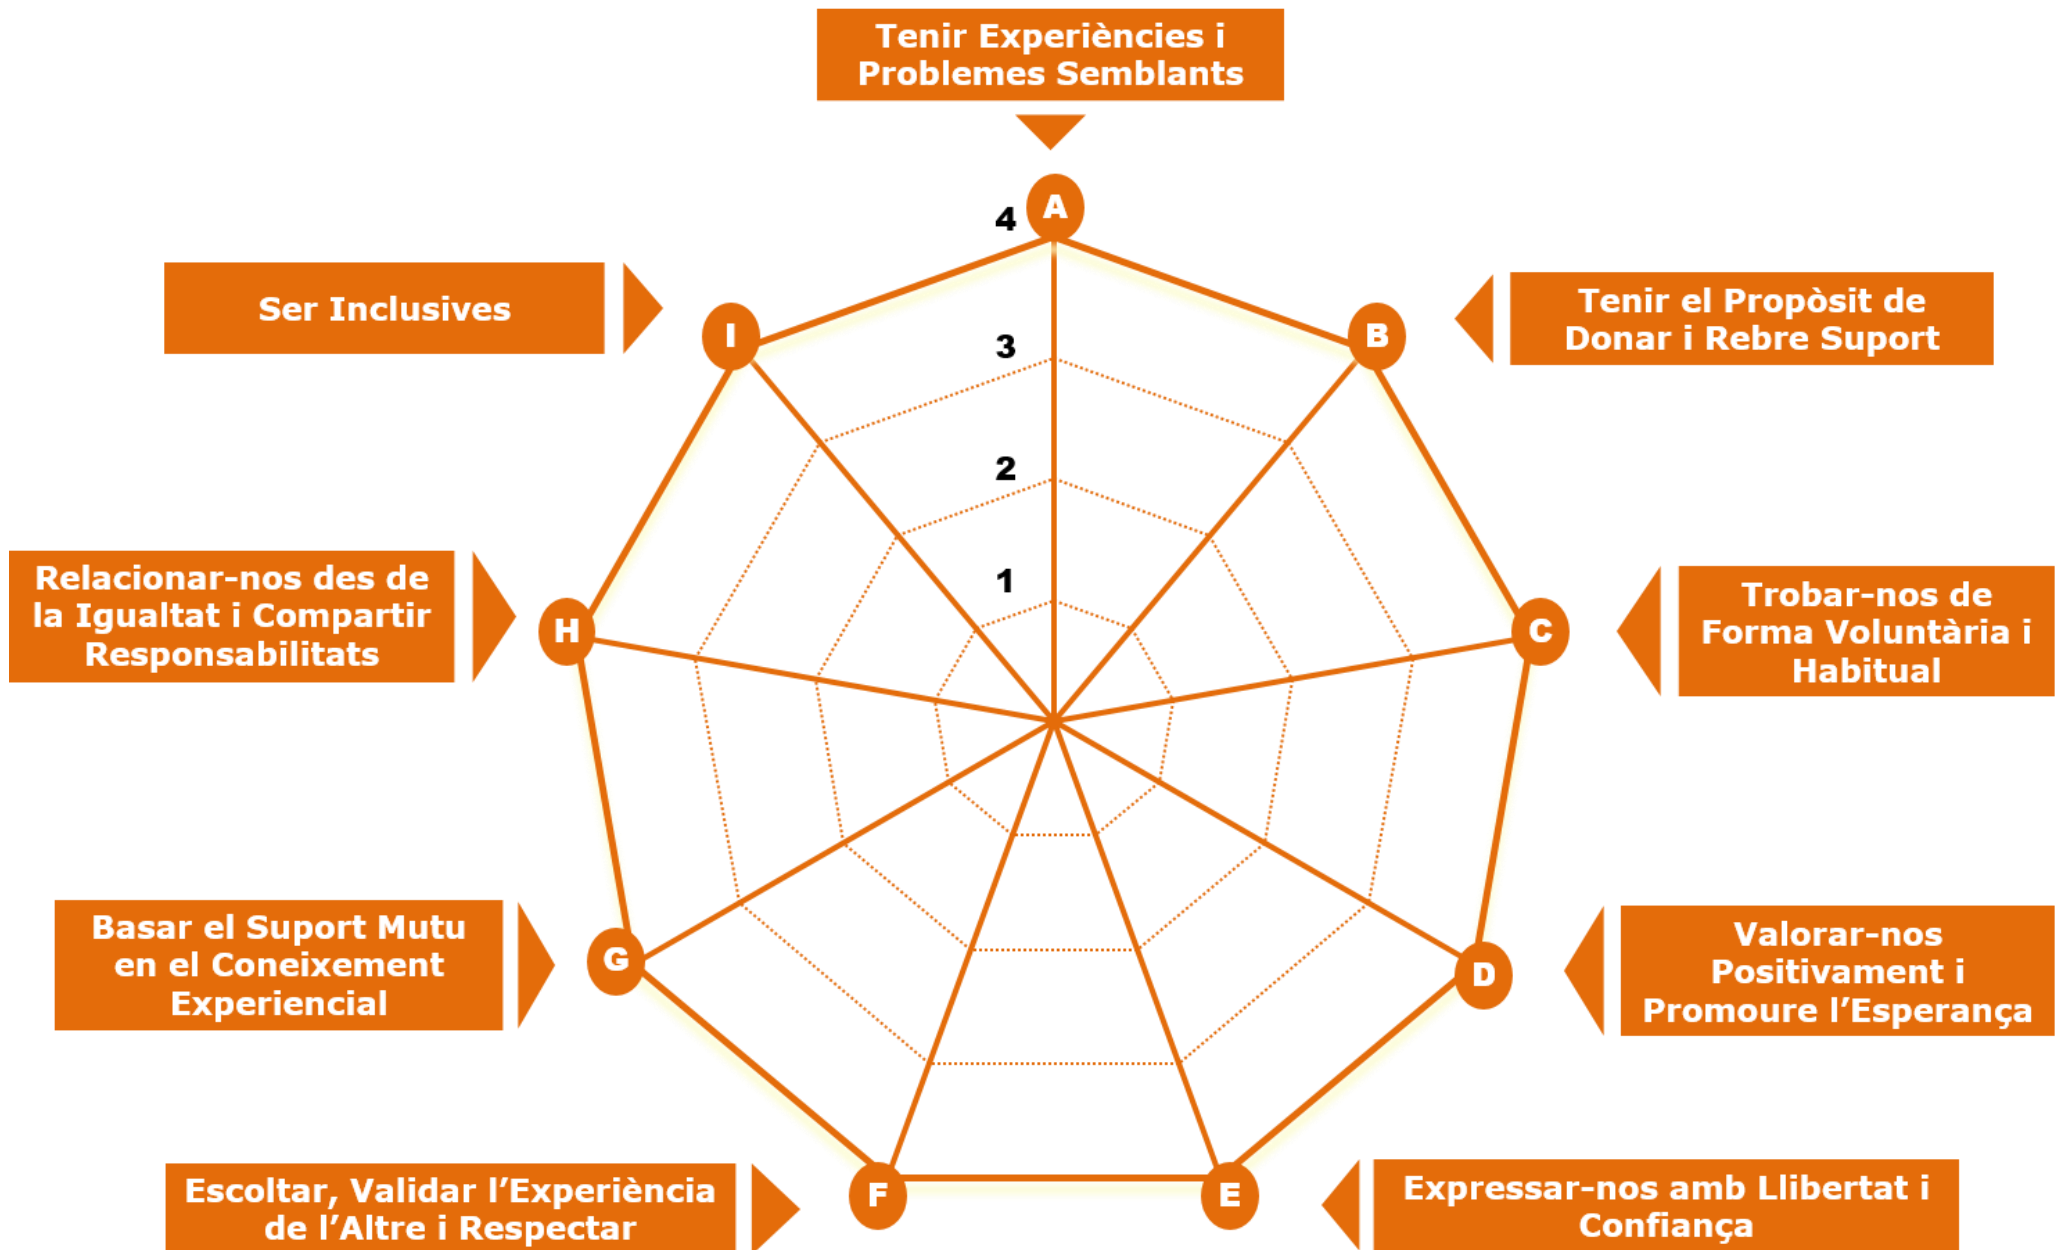 Tenir Experiències i
Problemes Semblants
A
4
3
2
1
B
Tenir el Propòsit de
Donar i Rebre Suport
C
Trobar-nos de
Forma Voluntària i
Habitual
D
Valorar-nos
Positivament i
Promoure l’Esperança
E
Expressar-nos amb Llibertat i
Confiança
F
Escoltar, Validar l’Experiència
de l’Altre i Respectar
G
Basar el Suport Mutu
en el Coneixement
Experiencial
H
Relacionar-nos des de
la Igualtat i Compartir
Responsabilitats
I
Ser Inclusives